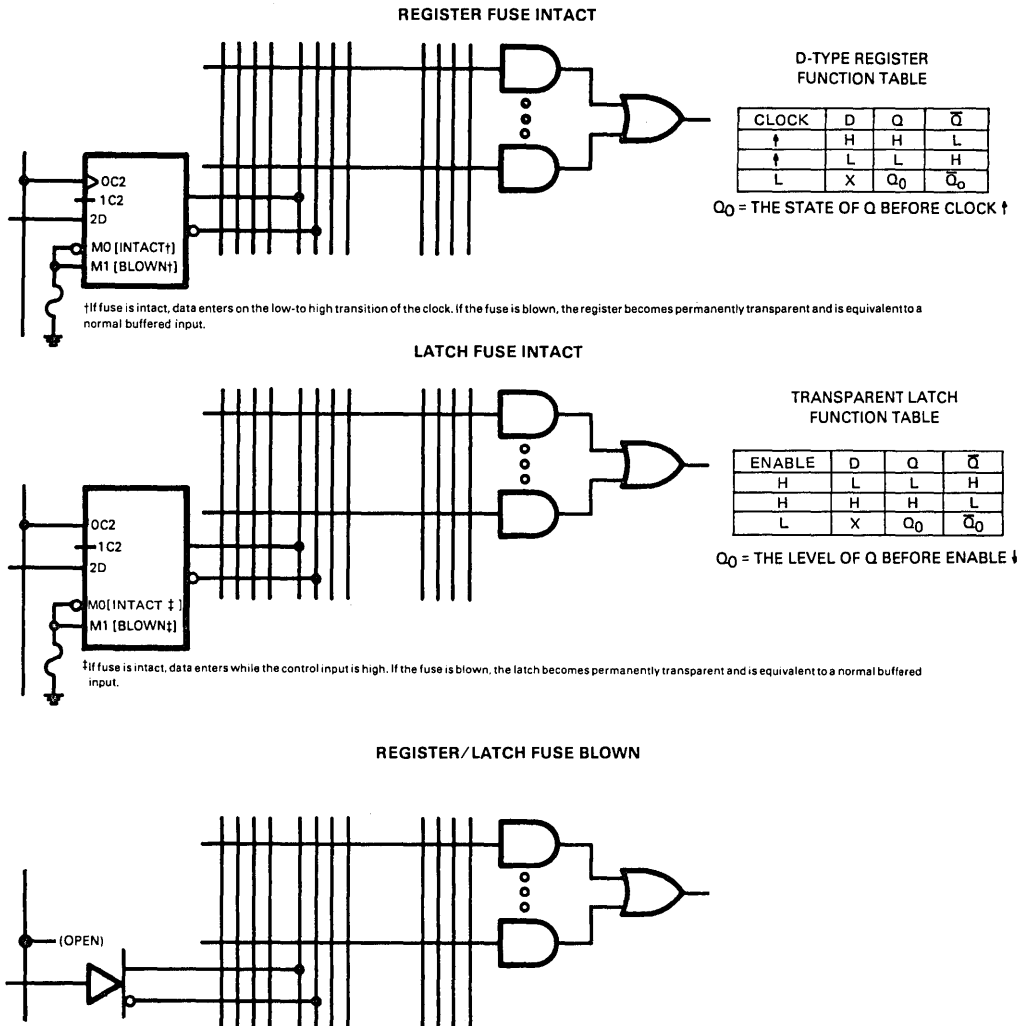 REGISTER FUSE INTACT
D-TYPE REGISTER
FUNCTION TABLE
CLOCK D Q Q̅
↑ H H L
↑ L L H
L X Q0 Q̅0
Q0 = THE STATE OF Q BEFORE CLOCK ↑
0C2
1C2
2D
M0 [INTACT†]
M1 [BLOWN†]
†If fuse is intact, data enters on the low-to high transition of the clock. If the fuse is blown, the register becomes permanently transparent and is equivalent to a
normal buffered input.
LATCH FUSE INTACT
TRANSPARENT LATCH
FUNCTION TABLE
ENABLE D Q Q̅
H L L H
H H H L
L X Q0 Q̅0
Q0 = THE LEVEL OF Q BEFORE ENABLE ↓
0C2
1C2
2D
M0[INTACT ‡]
M1 [BLOWN‡]
‡If fuse is intact, data enters while the control input is high. If the fuse is blown, the latch becomes permanently transparent and is equivalent to a normal buffered
input.
REGISTER/LATCH FUSE BLOWN
(OPEN)